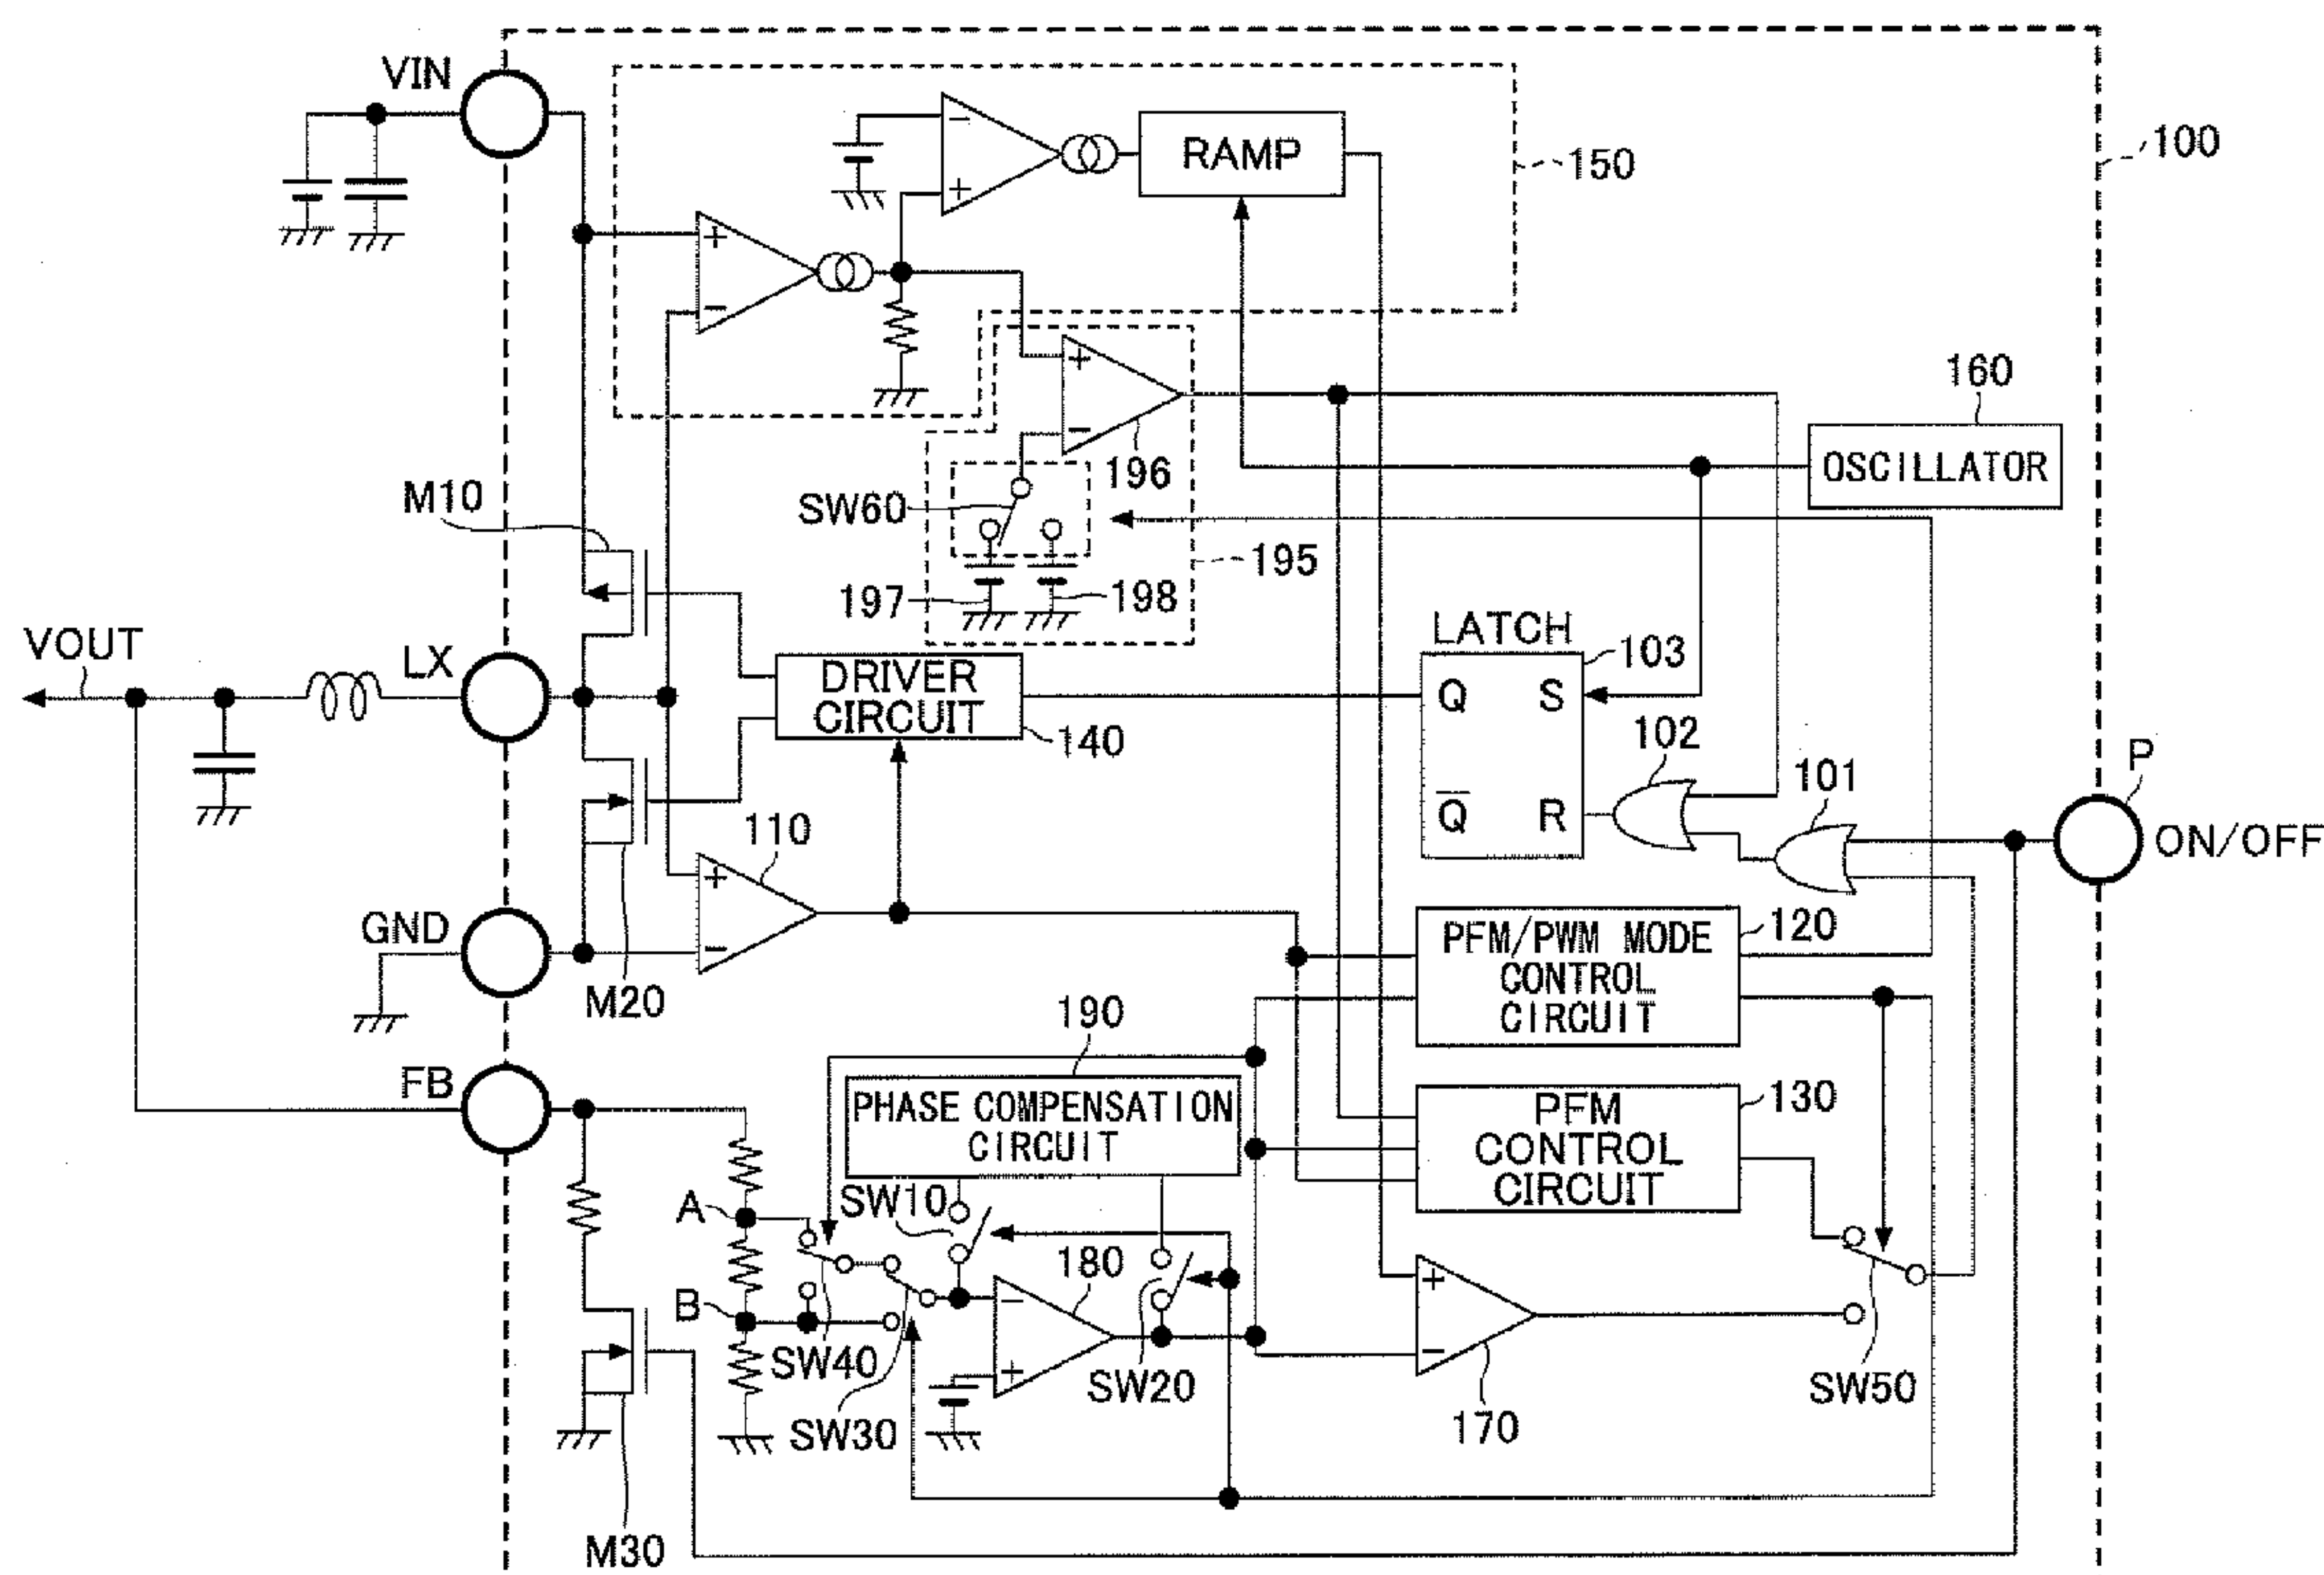 VIN
100
150
RAMP
+
−
−
+
160
OSCILLATOR
+
−
196
SW60
195
197
198
M10
VOUT
LX
DRIVER
CIRCUIT
140
LATCH
103
Q
S
Q̅
R
102
101
P
ON/OFF
110
+
−
GND
M20
PFM/PWM MODE
CONTROL
CIRCUIT
120
190
FB
PHASE COMPENSATION
CIRCUIT
PFM
CONTROL
CIRCUIT
130
A
SW10
180
B
−
+
SW40
SW30
SW20
+
−
170
SW50
M30